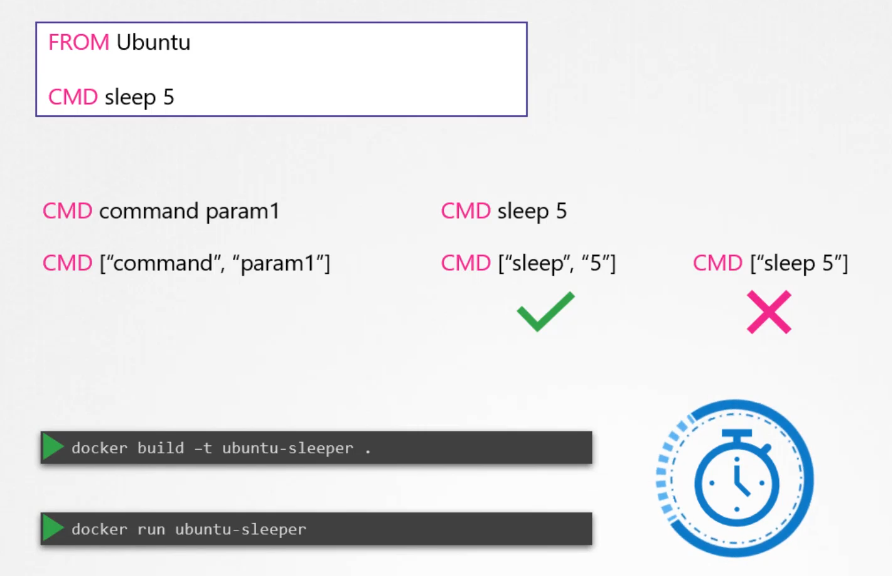 FROM Ubuntu
CMD sleep 5
CMD command param1
CMD sleep 5
CMD [“command”, “param1”]
CMD [“sleep”, “5”]
CMD [“sleep 5”]
docker build –t ubuntu-sleeper .
docker run ubuntu-sleeper